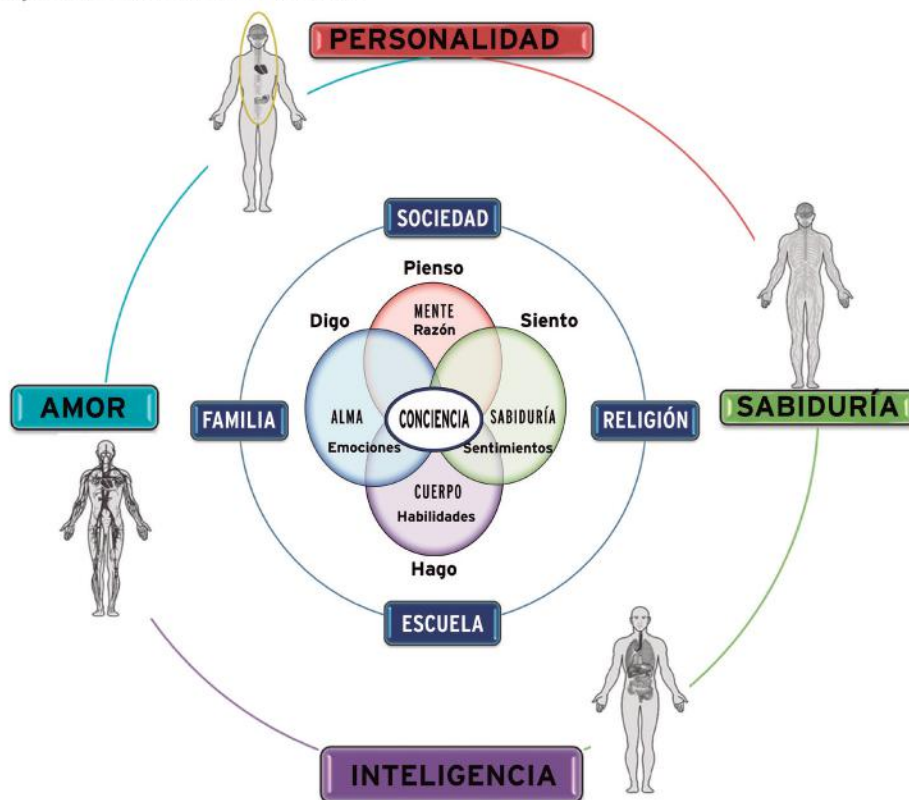 PERSONALIDAD
SOCIEDAD
Pienso
MENTE
Razón
Digo
Siento
AMOR
FAMILIA
ALMA
Emociones
CONCIENCIA
SABIDURÍA
Sentimientos
RELIGIÓN
SABIDURÍA
CUERPO
Habilidades
Hago
ESCUELA
INTELIGENCIA